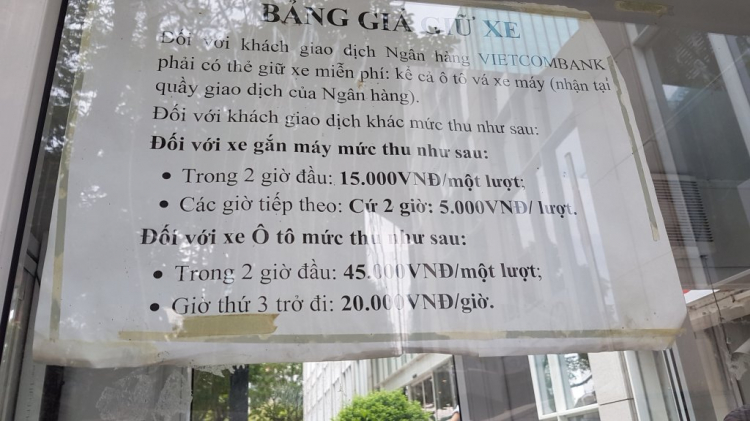 BẢNG GIÁ GIỮ XE
Đối với khách giao dịch Ngân hàng VIETCOMBANK
phải có thẻ giữ xe miễn phí: kể cả ô tô và xe máy (nhận tại
quầy giao dịch của Ngân hàng).
Đối với khách giao dịch khác mức thu như sau:
Đối với xe gắn máy mức thu như sau:
• Trong 2 giờ đầu: 15.000VNĐ/một lượt;
• Các giờ tiếp theo: Cứ 2 giờ: 5.000VNĐ/ lượt.
Đối với xe Ô tô mức thu như sau:
• Trong 2 giờ đầu: 45.000VNĐ/một lượt;
• Giờ thứ 3 trở đi: 20.000VNĐ/giờ.